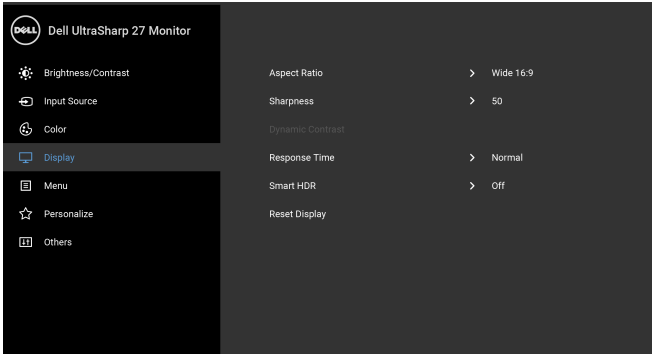 DELL Dell UltraSharp 27 Monitor
Brightness/Contrast
Input Source
Color
Display
Menu
Personalize
Others
Aspect Ratio > Wide 16:9
Sharpness > 50
Dynamic Contrast
Response Time > Normal
Smart HDR > Off
Reset Display